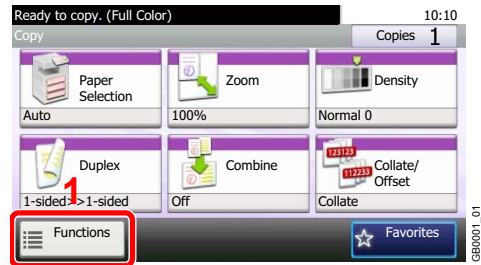 Ready to copy. (Full Color) 10:10
Copy Copies 1
Paper Selection
Auto
Zoom
100%
Density
Normal 0
Duplex
1-sided>>1-sided
Combine
Off
123123
112233
Collate/
Offset
Collate
1
Functions
Favorites
GB0001_01